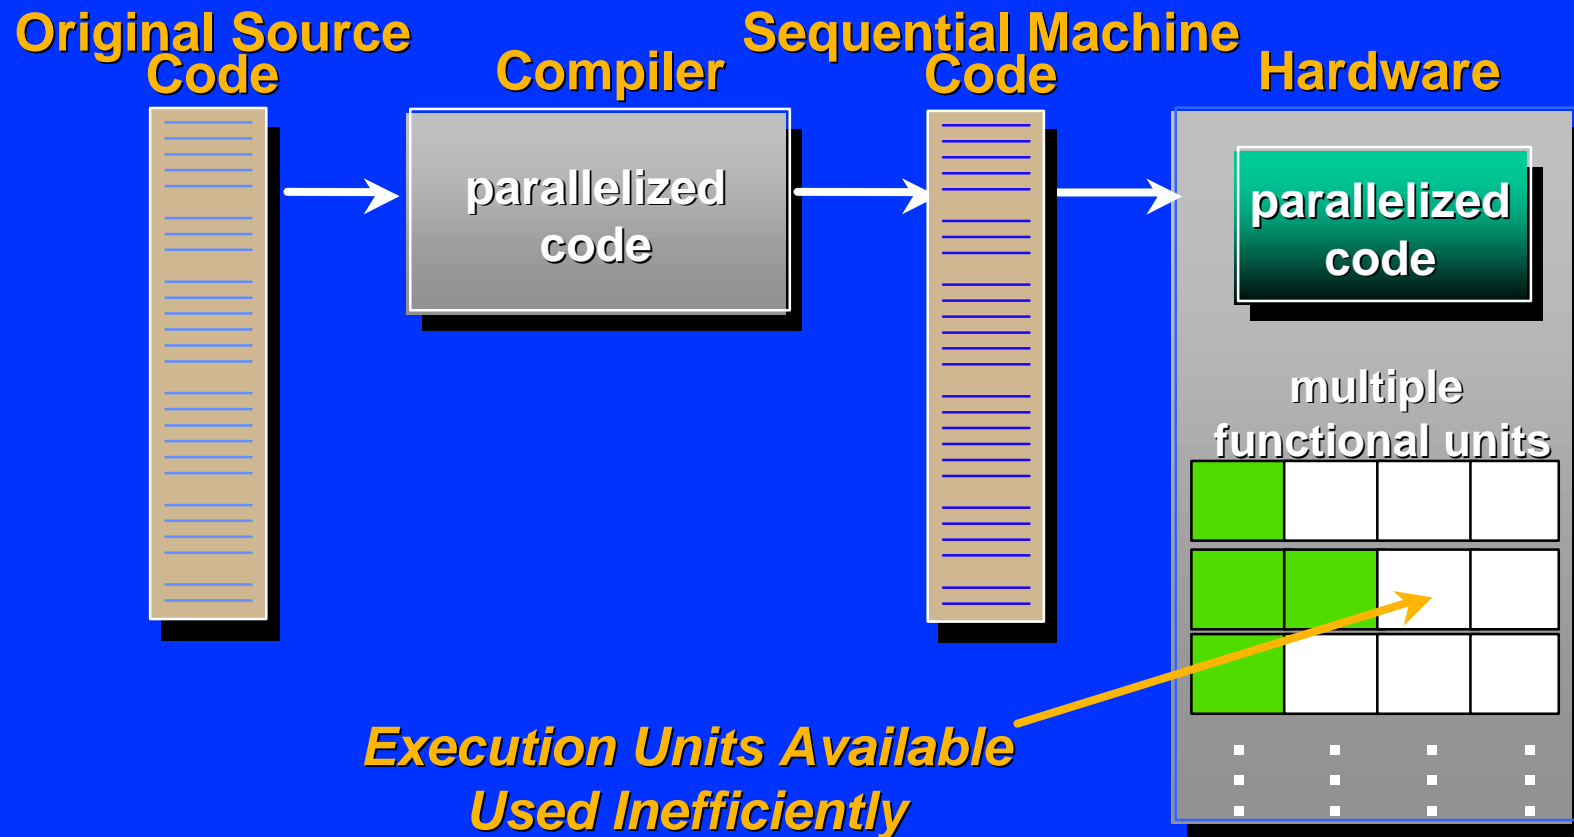 Original Source
Code
Compiler
Sequential Machine
Code
Hardware
parallelized
code
parallelized
code
multiple
functional units
Execution Units Available
Used Inefficiently